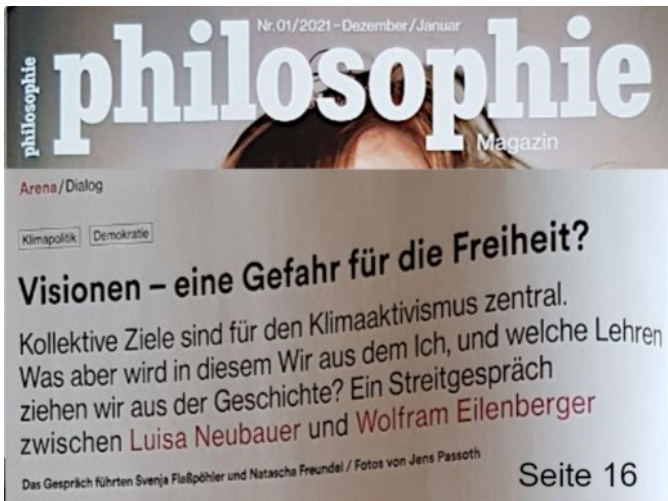 Nr. 01/2021 – Dezember/Januar
philosophie
philosophie
Magazin
Arena/Dialog
Klimapolitik Demokratie
Visionen – eine Gefahr für die Freiheit?
Kollektive Ziele sind für den Klimaaktivismus zentral.
Was aber wird in diesem Wir aus dem Ich, und welche Lehren
ziehen wir aus der Geschichte? Ein Streitgespräch
zwischen Luisa Neubauer und Wolfram Eilenberger
Das Gespräch führten Svenja Flaßpöhler und Natascha Freundel / Fotos von Jens Passoth
Seite 16